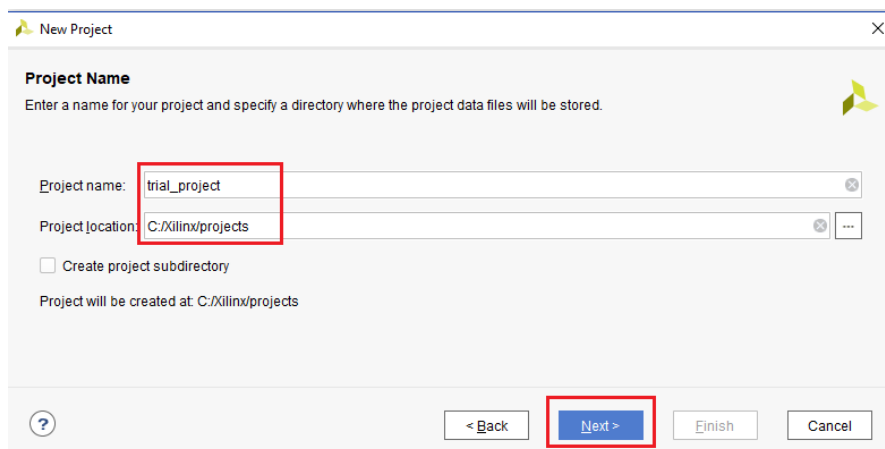 New Project
Project Name
Enter a name for your project and specify a directory where the project data files will be stored.
Project name: trial_project
Project location: C:/Xilinx/projects
...
Create project subdirectory
Project will be created at: C:/Xilinx/projects
? < Back Next > Finish Cancel